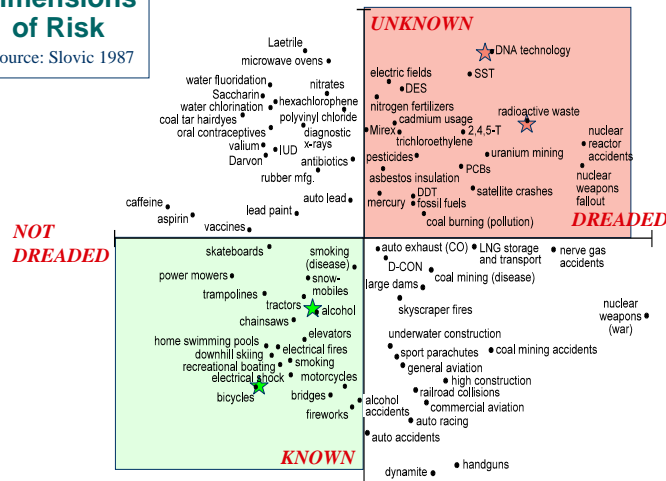 of Risk
Source: Slovic 1987
UNKNOWN
Laetrile
microwave ovens
DNA technology
water fluoridation
nitrates
electric fields
SST
Saccharin
hexachlorophene
DES
water chlorination
nitrogen fertilizers
coal tar hairdyes
polyvinyl chloride
cadmium usage
radioactive waste
oral contraceptives
diagnostic
x-rays
Mirex
2,4,5-T
trichloroethylene
nuclear
reactor
accidents
valium
IUD
Darvon
antibiotics
pesticides
uranium mining
rubber mfg.
asbestos insulation
PCBs
nuclear
weapons
fallout
caffeine
auto lead
mercury
DDT
satellite crashes
fossil fuels
aspirin
lead paint
coal burning (pollution)
vaccines
DREADED
NOT
DREADED
skateboards
smoking
(disease)
auto exhaust (CO)
LNG storage
and transport
nerve gas
accidents
D-CON
power mowers
snow-
mobiles
coal mining (disease)
large dams
trampolines
tractors
alcohol
skyscraper fires
nuclear
weapons
(war)
chainsaws
elevators
underwater construction
home swimming pools
electrical fires
coal mining accidents
downhill skiing
sport parachutes
recreational boating
smoking
general aviation
electrical shock
motorcycles
high construction
bicycles
bridges
railroad collisions
alcohol
accidents
commercial aviation
fireworks
auto racing
auto accidents
KNOWN
handguns
dynamite